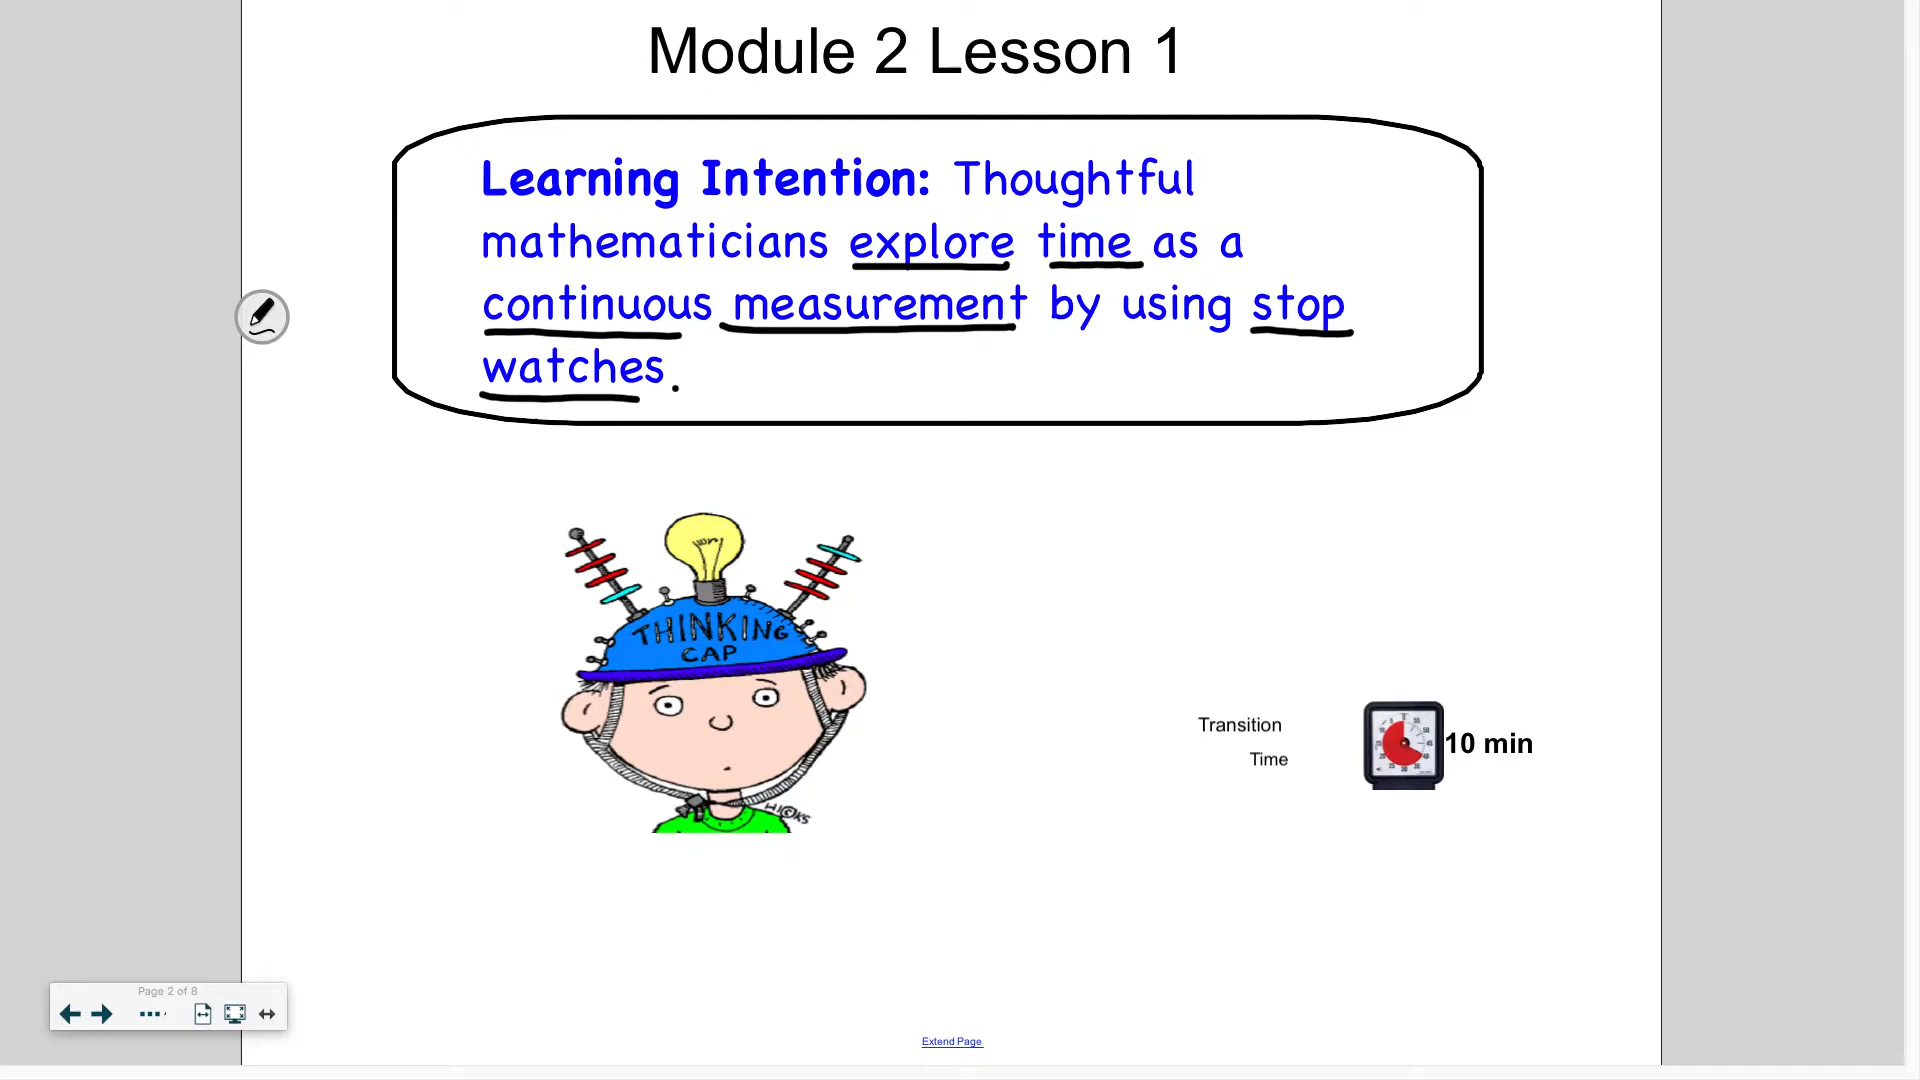 Module 2 Lesson 1
Learning Intention: Thoughtful
mathematicians explore time as a
continuous measurement by using stop
watches.
THINKING
CAP
HICKS
Transition
Time
10 min
Page 2 of 8
Extend Page